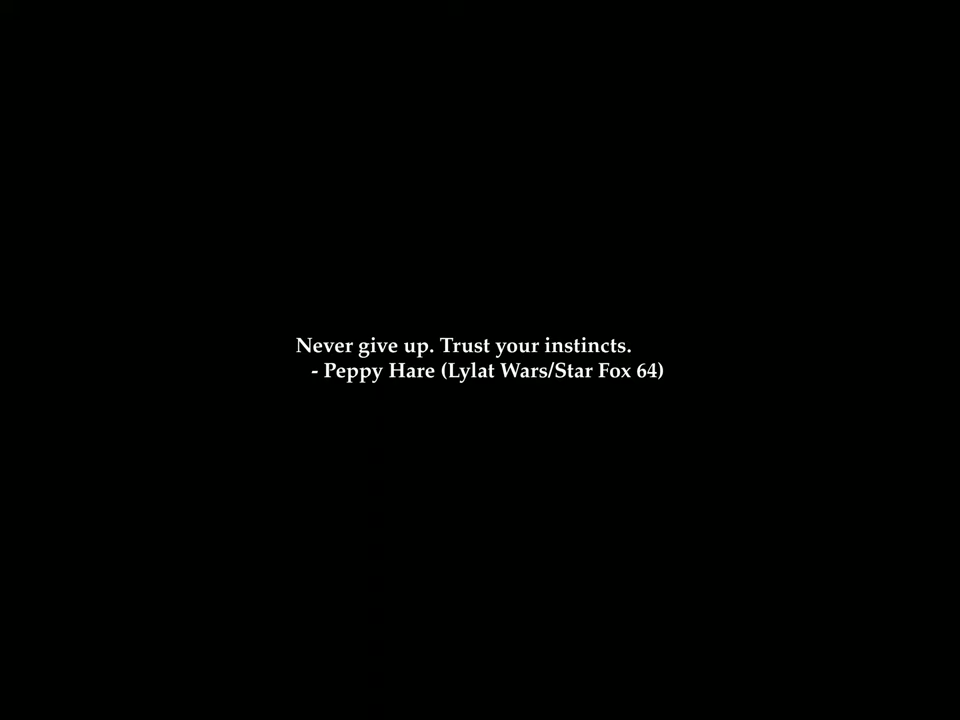 Never give up. Trust your instincts.
- Peppy Hare (Lylat Wars/Star Fox 64)